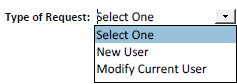 Type of Request: Select One
Select One
New User
Modify Current User